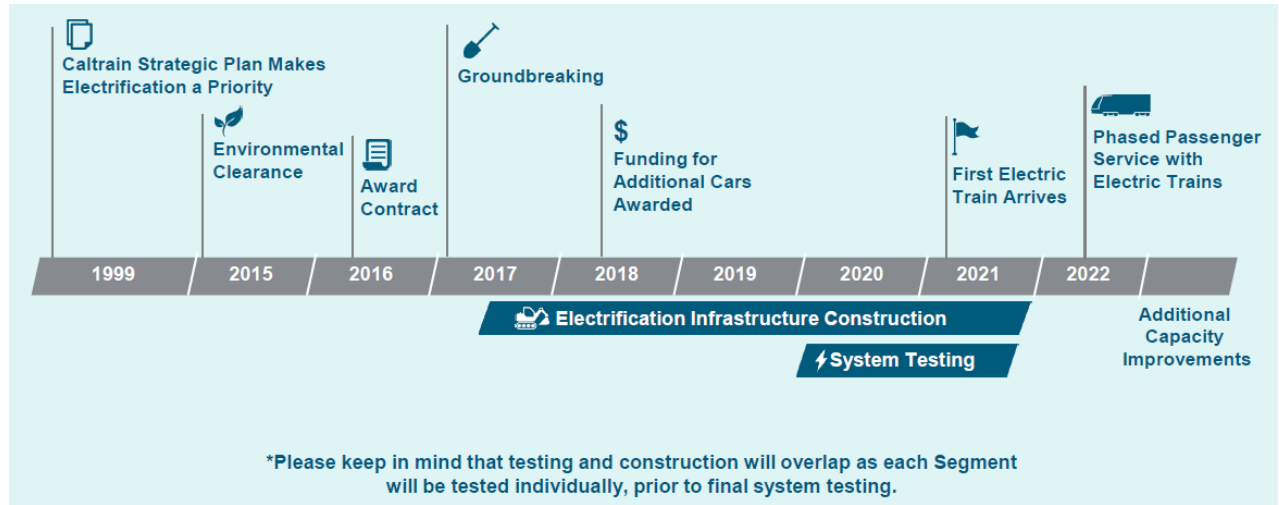 Caltrain Strategic Plan Makes
Electrification a Priority
Environmental
Clearance
Award
Contract
Groundbreaking
$
Funding for
Additional Cars
Awarded
First Electric
Train Arrives
Phased Passenger
Service with
Electric Trains
1999
2015
2016
2017
2018
2019
2020
2021
2022
Electrification Infrastructure Construction
System Testing
Additional
Capacity
Improvements
*Please keep in mind that testing and construction will overlap as each Segment
will be tested individually, prior to final system testing.